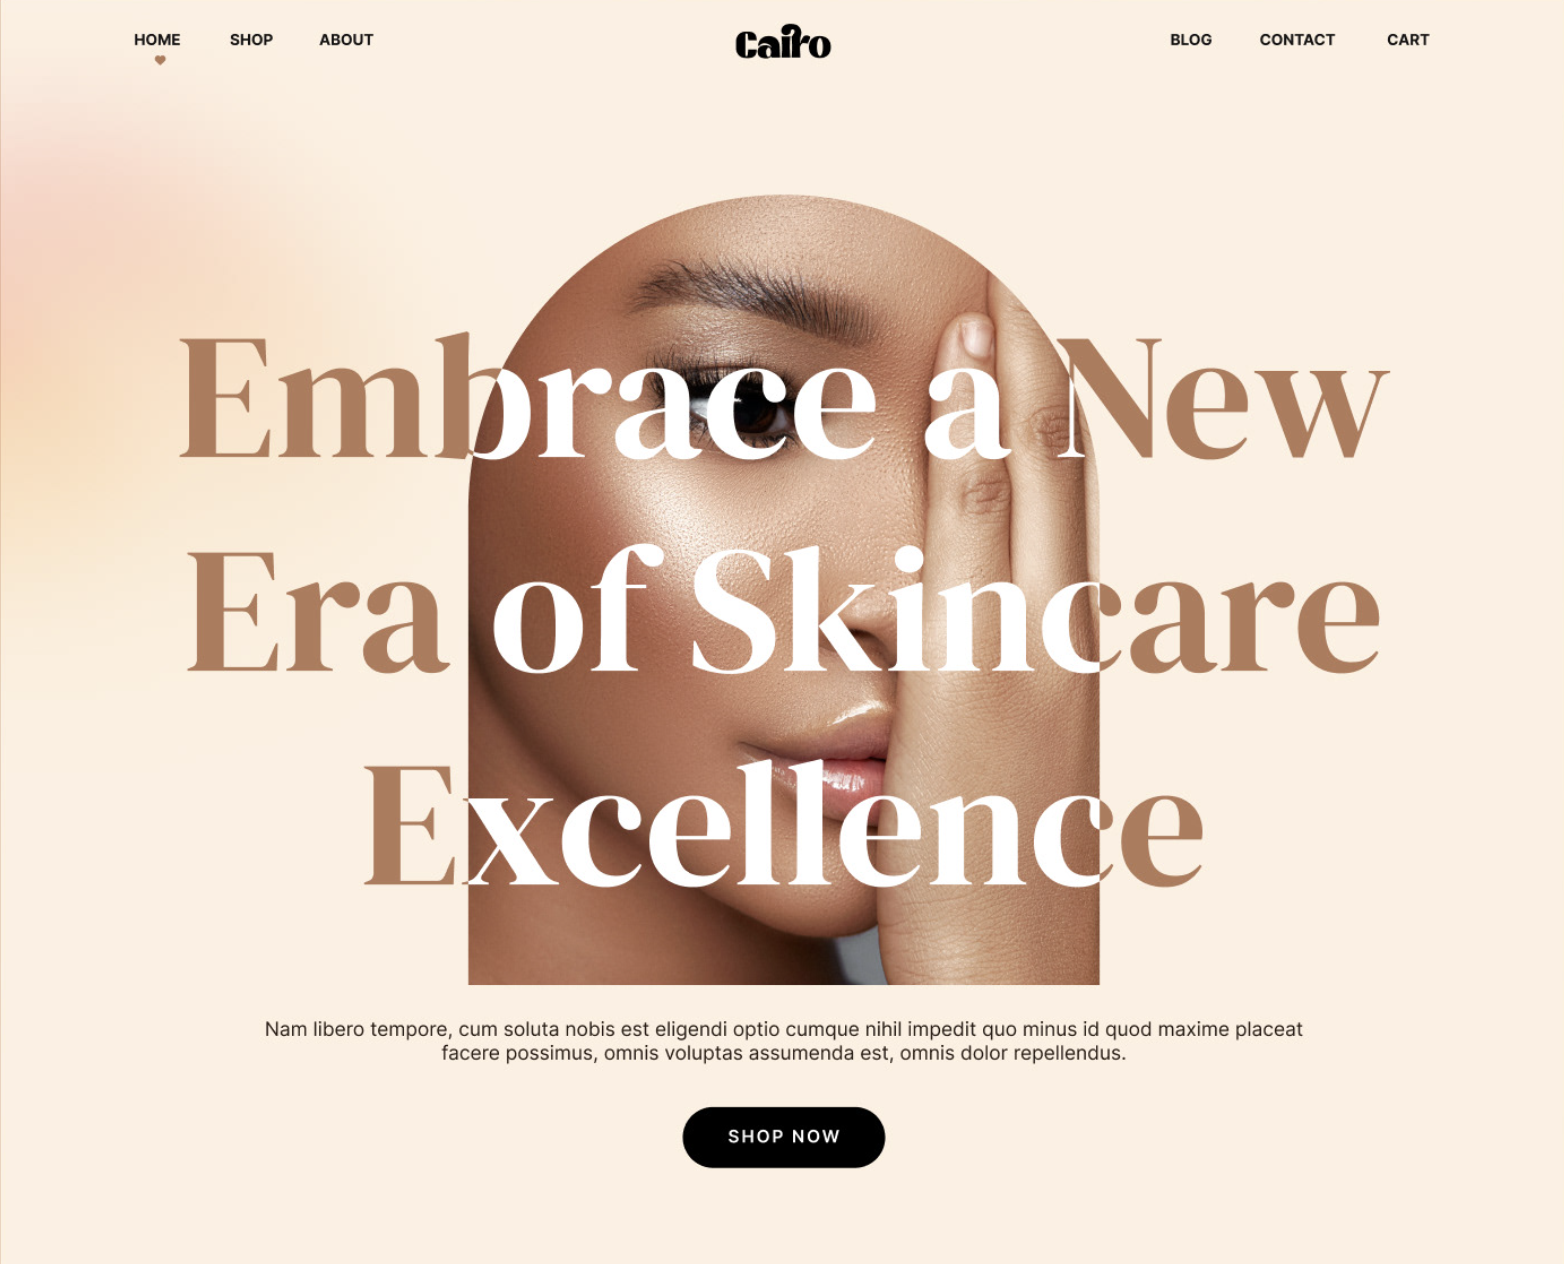 HOME
SHOP
ABOUT
Cairo
BLOG
CONTACT
CART
Embrace a New
Era of Skincare
Excellence
Nam libero tempore, cum soluta nobis est eligendi optio cumque nihil impedit quo minus id quod maxime placeat
facere possimus, omnis voluptas assumenda est, omnis dolor repellendus.
SHOP NOW